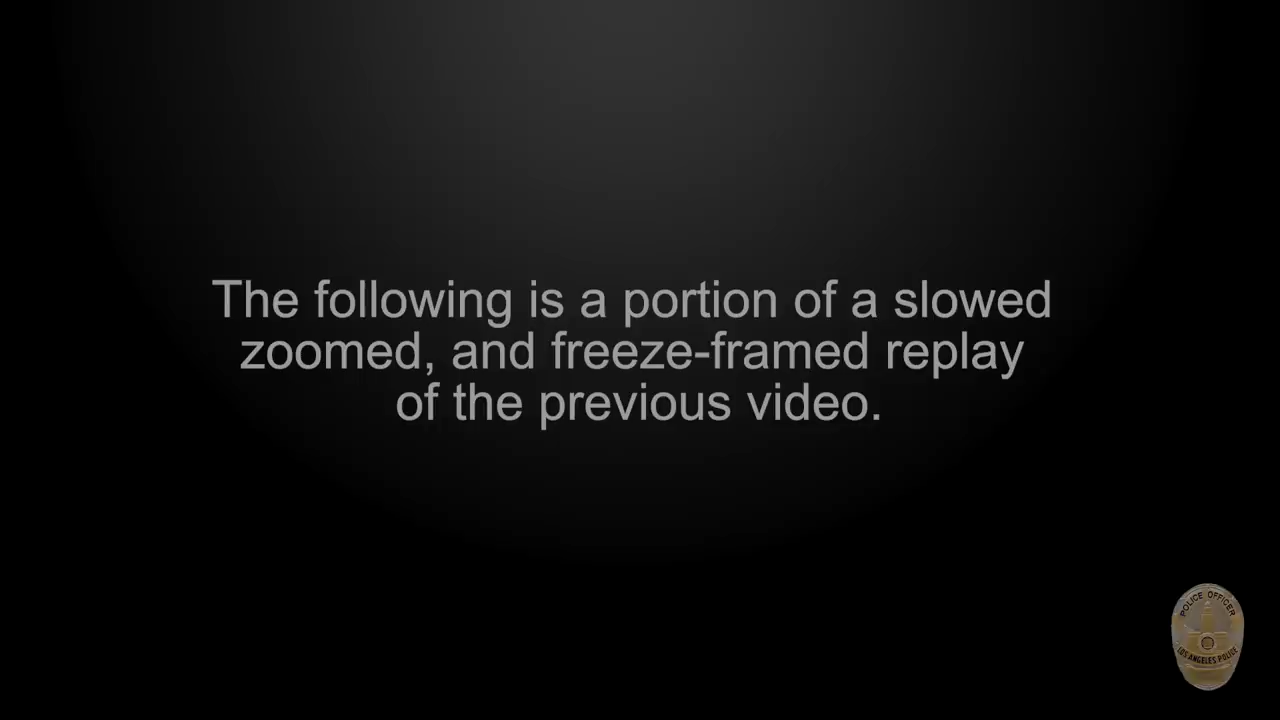 The following is a portion of a slowed
zoomed, and freeze-framed replay
of the previous video.
POLICE OFFICER
LOS ANGELES POLICE